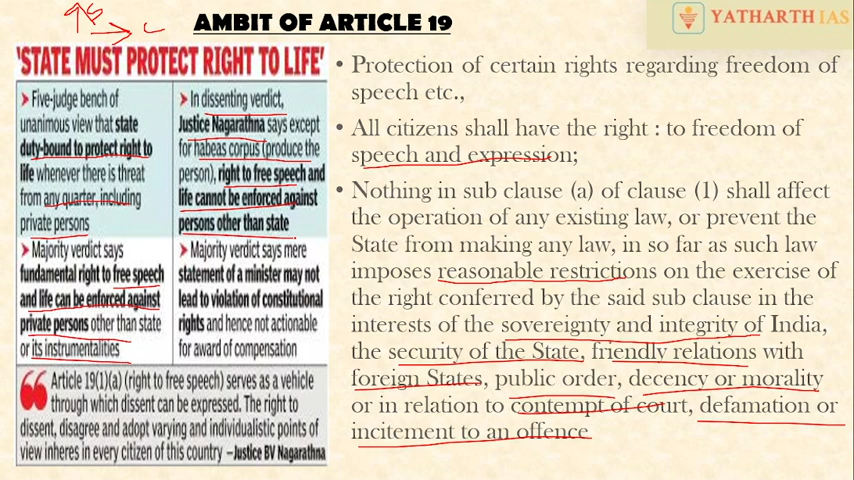 AMBIT OF ARTICLE 19
YATHARTH IAS
'STATE MUST PROTECT RIGHT TO LIFE'
➤ Five-judge bench of
unanimous view that state
duty-bound to protect right to
life whenever there is threat
from any quarter, including
private persons
➤ In dissenting verdict,
Justice Nagarathna says except
for habeas corpus (produce the
person), right to free speech and
life cannot be enforced against
persons other than state
➤ Majority verdict says
fundamental right to free speech
and life can be enforced against
private persons other than state
or its instrumentalities
➤ Majority verdict says mere
statement of a minister may not
lead to violation of constitutional
rights and hence not actionable
for award of compensation
Article 19(1)(a) (right to free speech) serves as a vehicle
through which dissent can be expressed. The right to
dissent, disagree and adopt varying and individualistic points of
view inheres in every citizen of this country —Justice BV Nagarathna
• Protection of certain rights regarding freedom of
speech etc.,
• All citizens shall have the right : to freedom of
speech and expression;
• Nothing in sub clause (a) of clause (1) shall affect
the operation of any existing law, or prevent the
State from making any law, in so far as such law
imposes reasonable restrictions on the exercise of
the right conferred by the said sub clause in the
interests of the sovereignty and integrity of India,
the security of the State, friendly relations with
foreign States, public order, decency or morality
or in relation to contempt of court, defamation or
incitement to an offence